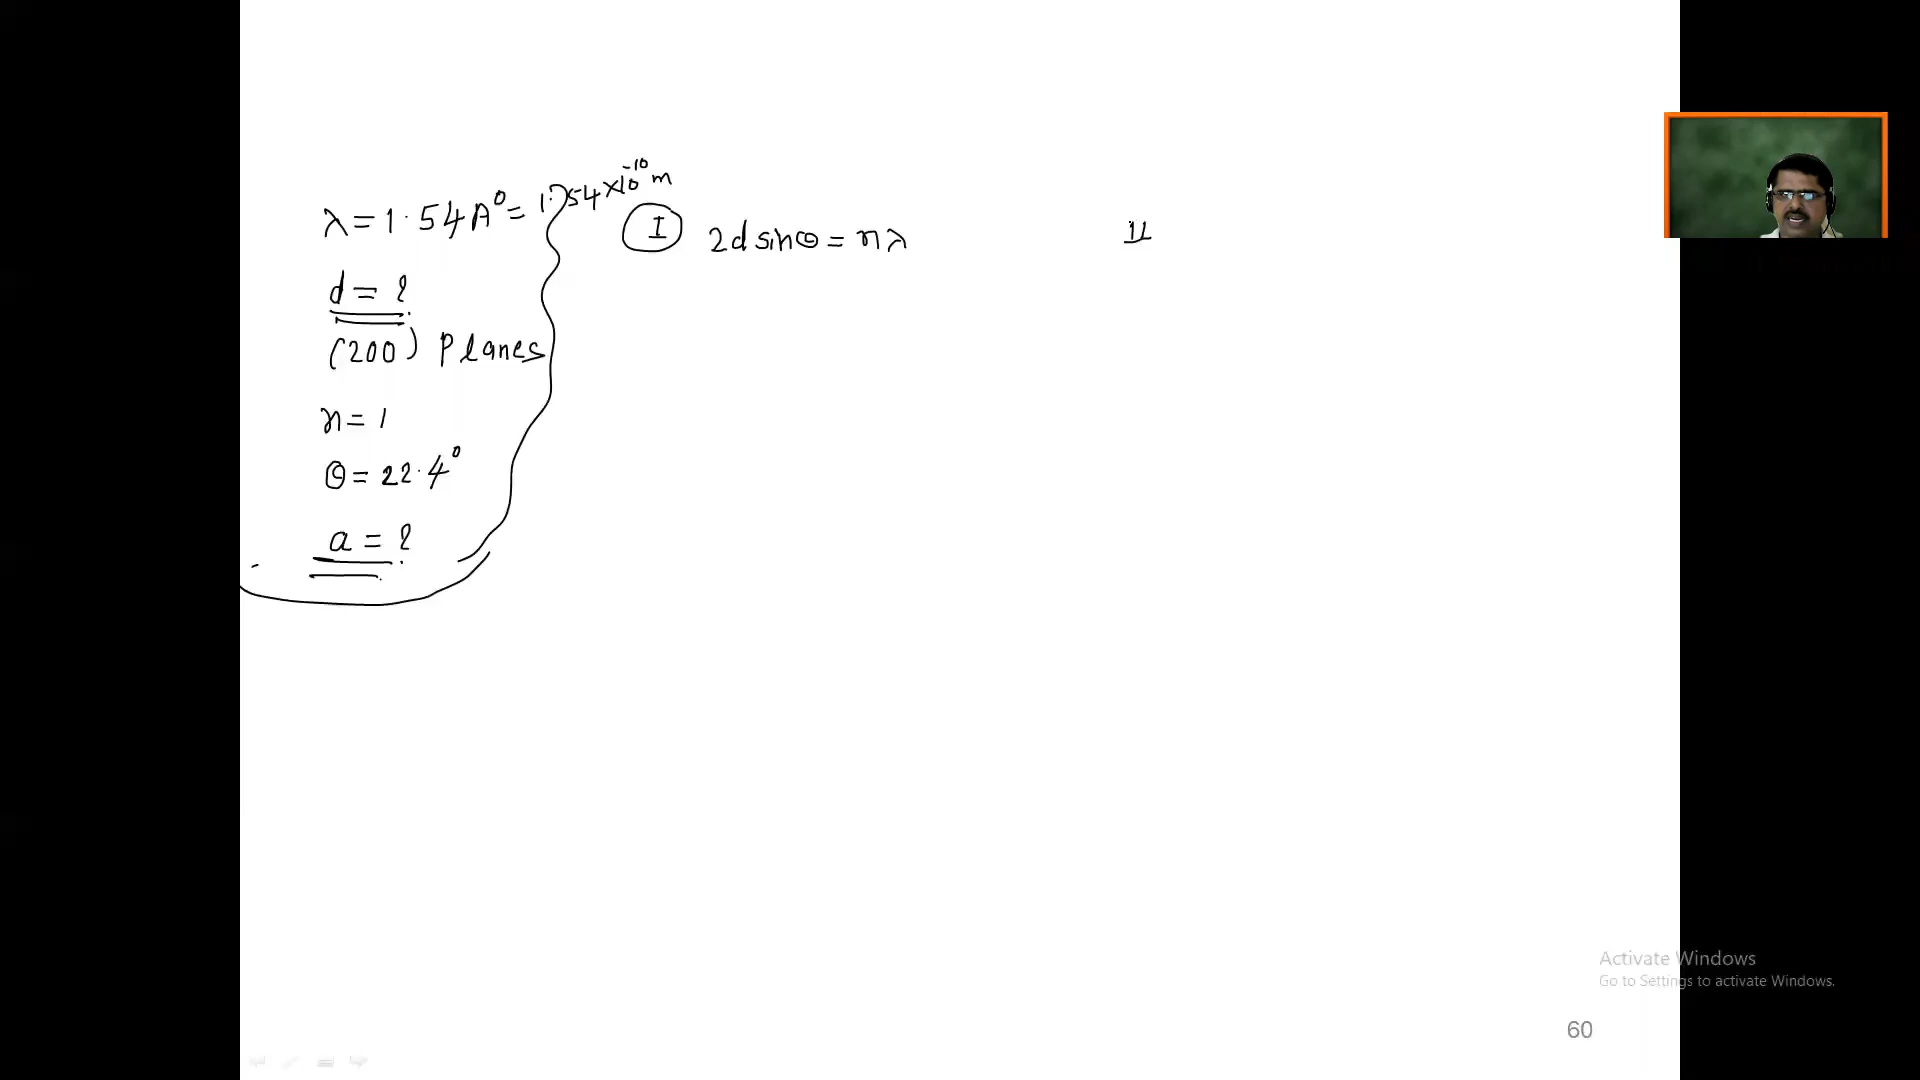 λ = 1.54 A° = 1.54 × 10⁻¹⁰ m
d = ?
(200) Planes
n = 1
θ = 22.4°
a = ?
I 2d sinθ = nλ
II
Activate Windows
Go to Settings to activate Windows.
60